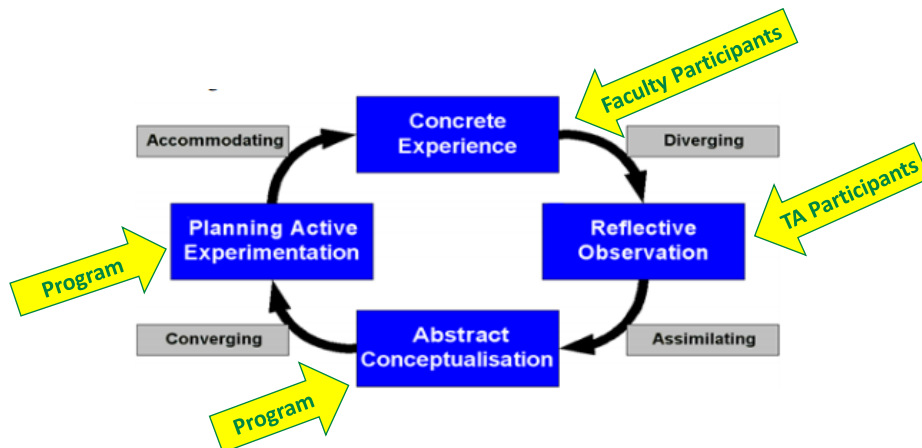 Faculty Participants
Concrete
Experience
Accommodating
Diverging
TA Participants
Planning Active
Experimentation
Reflective
Observation
Program
Converging
Abstract
Conceptualisation
Assimilating
Program